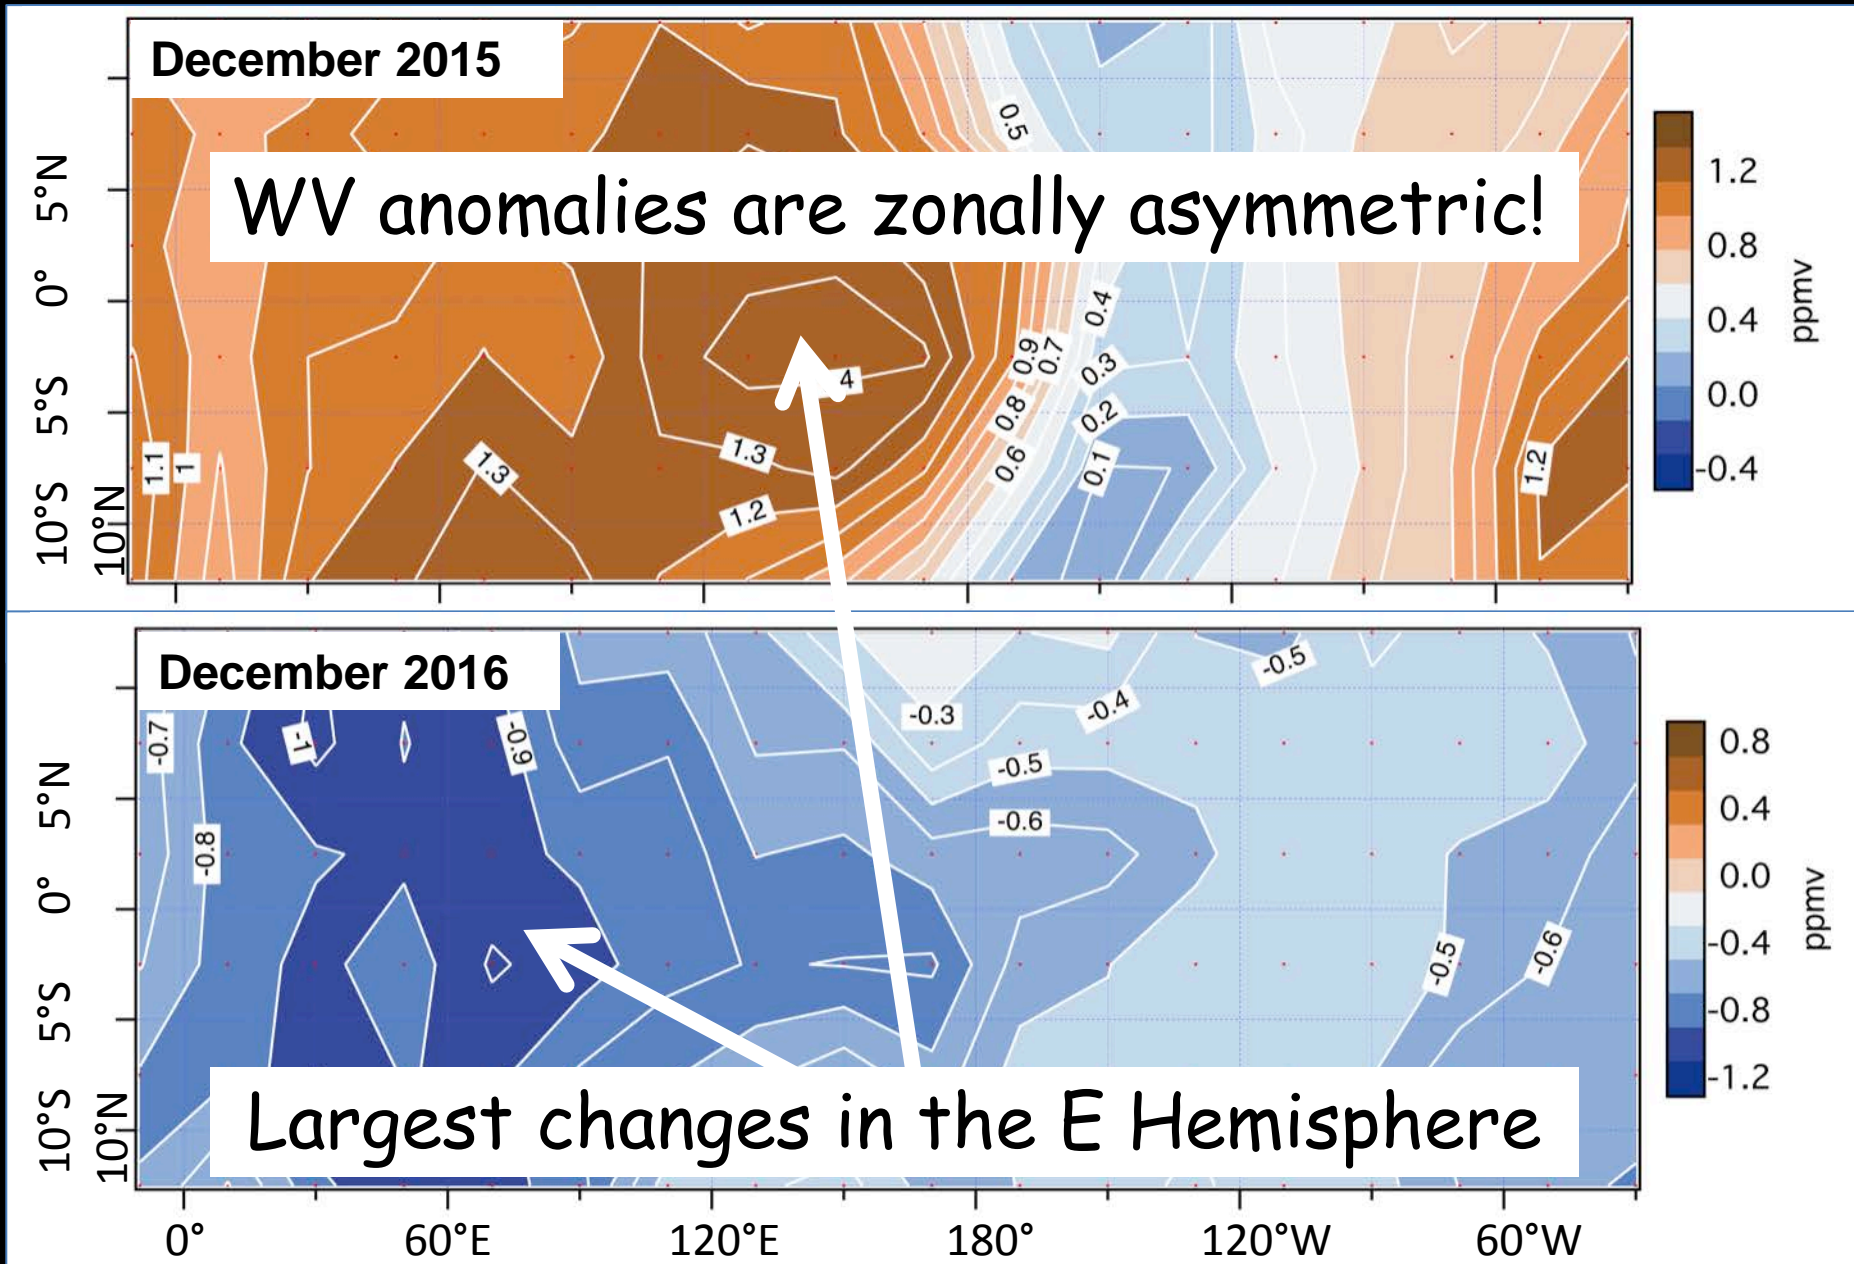 December 2015
WV anomalies are zonally asymmetric!
0.5
0.4
0.9
0.7
0.3
4
0.8
0.2
1.3
1.3
0.6
0.1
1.1
1
1.2
1.2
5°N
0°
5°S
10°S
10°N
1.2
0.8
0.4
0.0
-0.4
ppmv
December 2016
-0.5
-0.3
-0.4
-0.7
-1
-0.9
-0.5
-0.6
-0.8
-0.5
-0.6
5°N
0°
5°S
10°S
10°N
0.8
0.4
0.0
-0.4
-0.8
-1.2
ppmv
Largest changes in the E Hemisphere
0° 60°E 120°E 180° 120°W 60°W